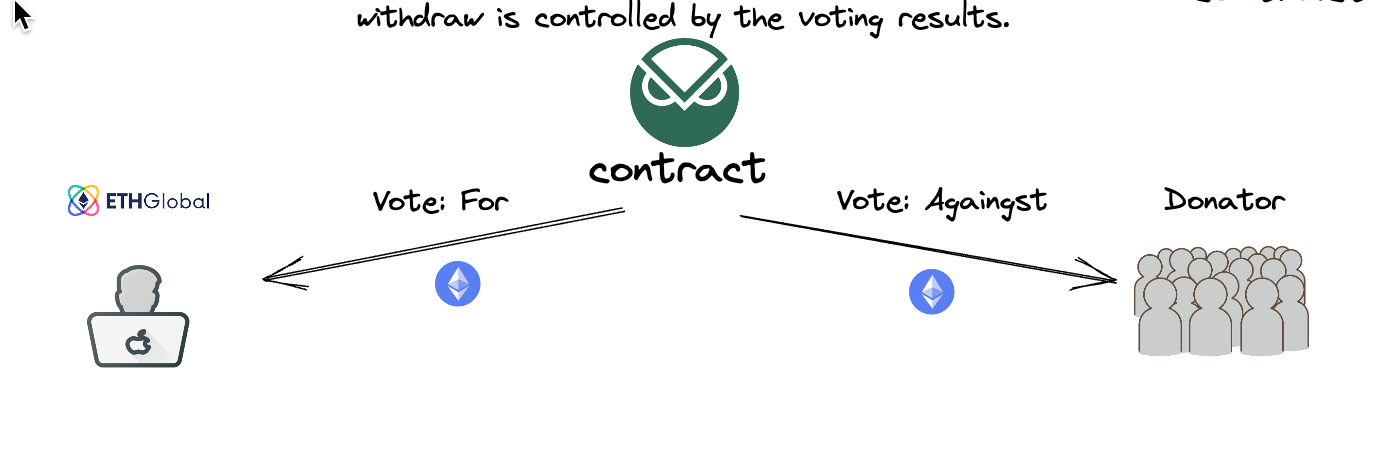 withdraw is controlled by the voting results.
contract
ETHGlobal
Vote: For
Vote: Againgst
Donator